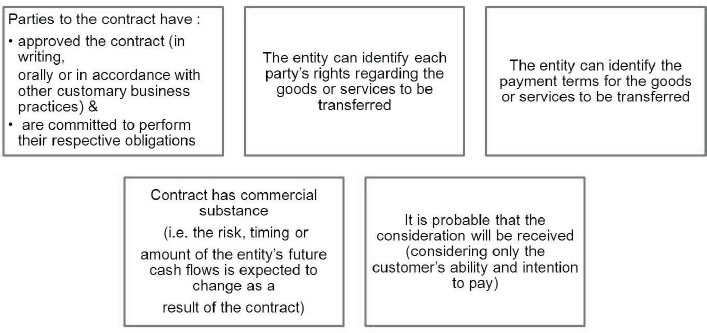 Parties to the contract have :
• approved the contract (in
writing,
orally or in accordance with
other customary business
practices) &
• are committed to perform
their respective obligations
The entity can identify each
party's rights regarding the
goods or services to be
transferred
The entity can identify the
payment terms for the goods
or services to be transferred
Contract has commercial
substance
(i.e. the risk, timing or
amount of the entity's future
cash flows is expected to
change as a
result of the contract)
It is probable that the
consideration will be received
(considering only the
customer's ability and intention
to pay)